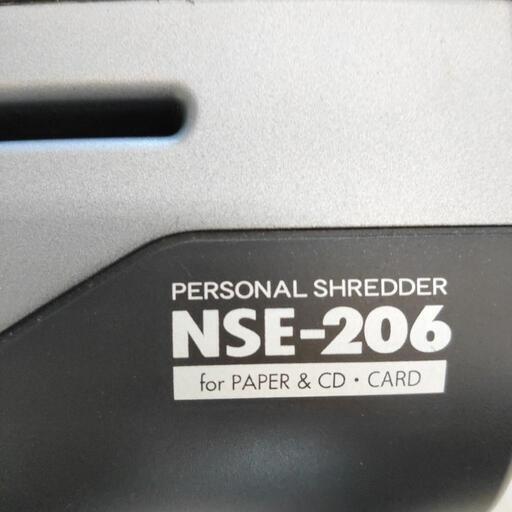 PERSONAL SHREDDER
NSE-206
for PAPER & CD・CARD